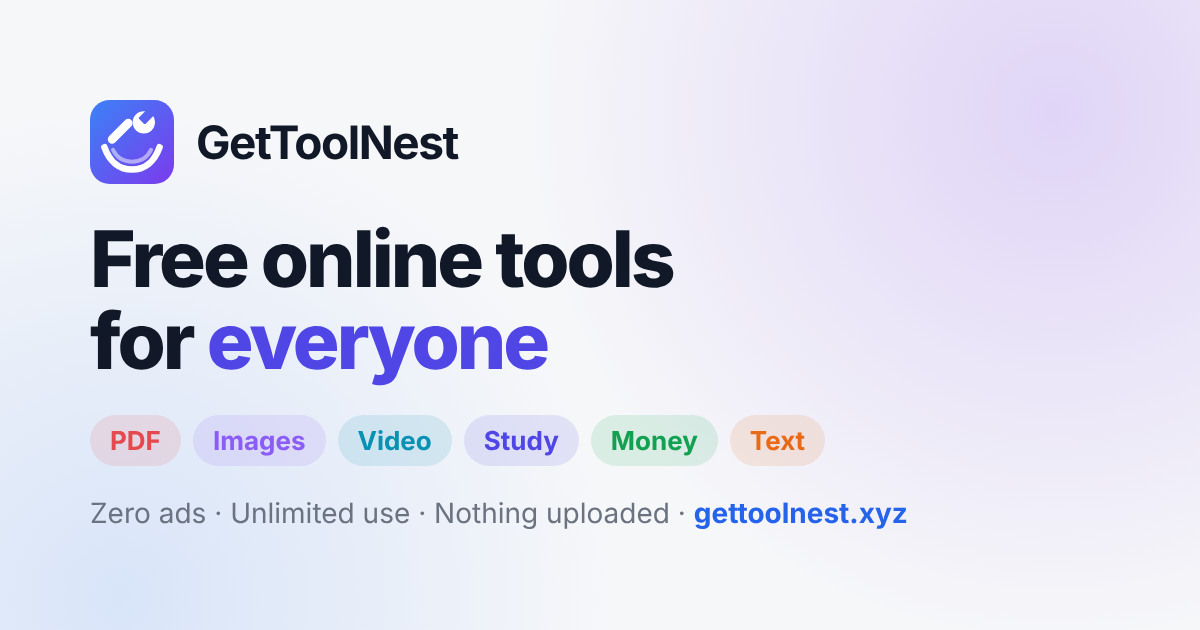 GetToolNest
Free online tools
for everyone
PDF Images Video Study Money Text
Zero ads · Unlimited use · Nothing uploaded · gettoolnest.xyz